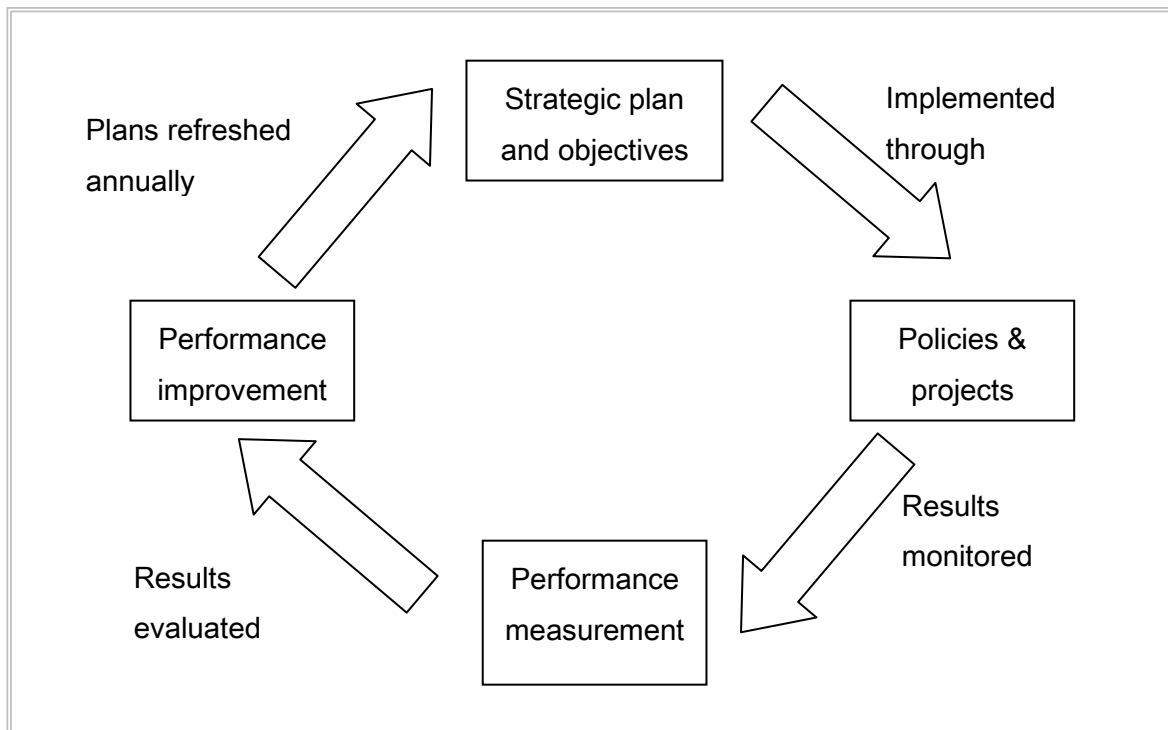 Strategic plan
and objectives
Implemented
through
Plans refreshed
annually
Performance
improvement
Policies &
projects
Results
monitored
Results
evaluated
Performance
measurement